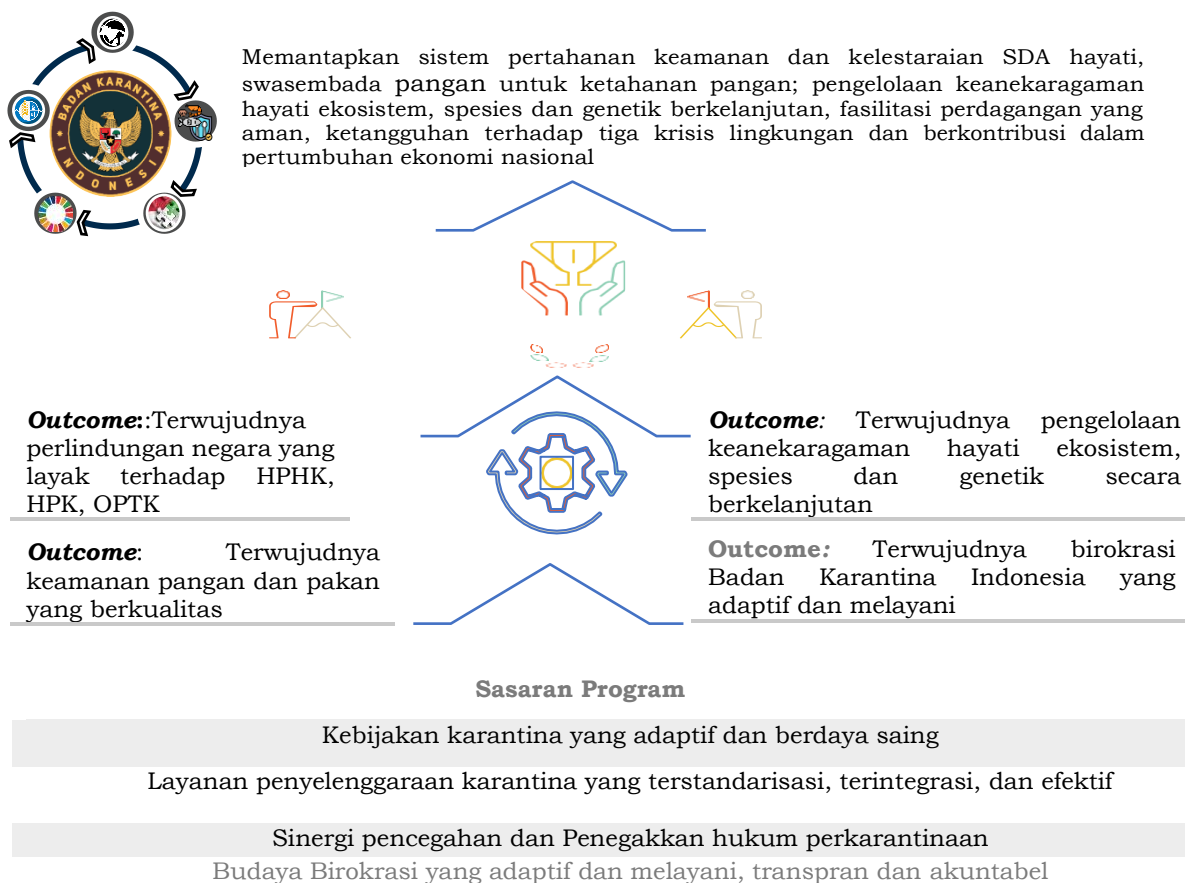 BADAN KARANTINA
INDONESIA
Memantapkan sistem pertahanan keamanan dan kelestaraian SDA hayati,
swasembada pangan untuk ketahanan pangan; pengelolaan keanekaragaman
hayati ekosistem, spesies dan genetik berkelanjutan, fasilitasi perdagangan yang
aman, ketangguhan terhadap tiga krisis lingkungan dan berkontribusi dalam
pertumbuhan ekonomi nasional
Outcome::Terwujudnya
perlindungan negara yang
layak terhadap HPHK,
HPK, OPTK
Outcome: Terwujudnya pengelolaan
keanekaragaman hayati ekosistem,
spesies dan genetik secara
berkelanjutan
Outcome: Terwujudnya
keamanan pangan dan pakan
yang berkualitas
Outcome: Terwujudnya birokrasi
Badan Karantina Indonesia yang
adaptif dan melayani
Sasaran Program
Kebijakan karantina yang adaptif dan berdaya saing
Layanan penyelenggaraan karantina yang terstandarisasi, terintegrasi, dan efektif
Sinergi pencegahan dan Penegakkan hukum perkarantinaan
Budaya Birokrasi yang adaptif dan melayani, transpran dan akuntabel